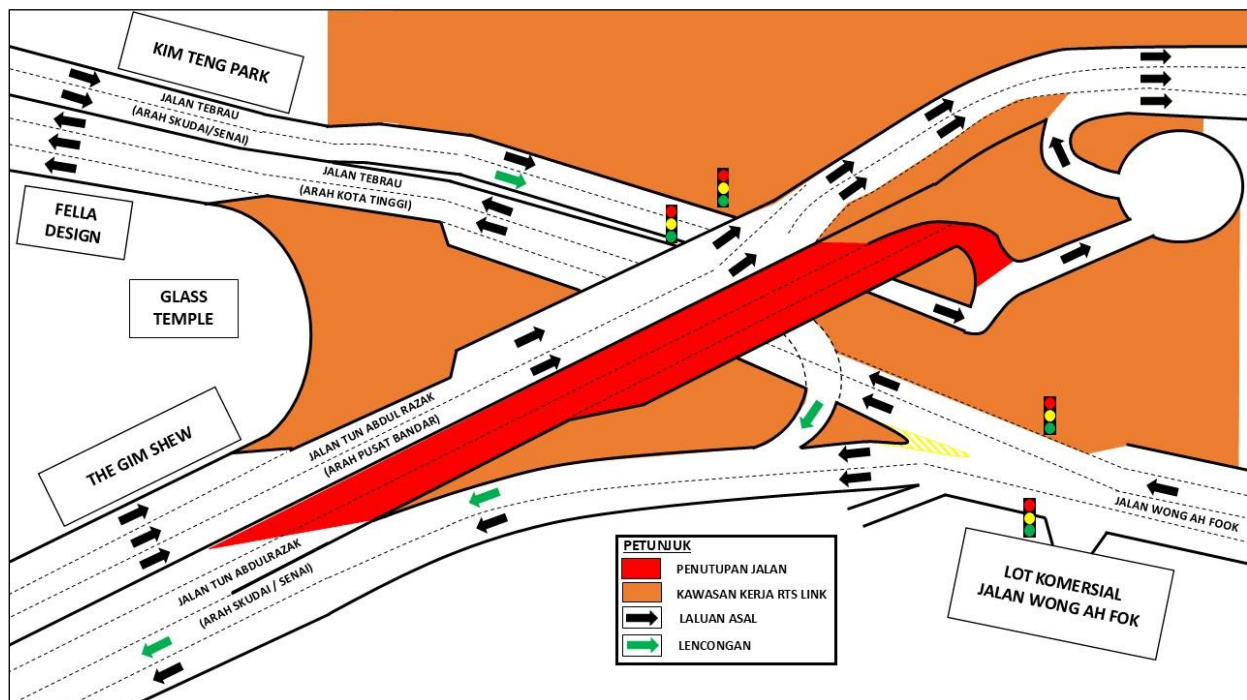 KIM TENG PARK
JALAN TEBRAU
(ARAH SKUDAI/SENAI)
JALAN TEBRAU
(ARAH KOTA TINGGI)
FELLA
DESIGN
GLASS
TEMPLE
THE GIM SHEW
JALAN TUN ABDUL RAZAK
(ARAH PUSAT BANDAR)
JALAN TUN ABDULRAZAK
(ARAH SKUDAI / SENAI)
JALAN WONG AH FOOK
LOT KOMERSIAL
JALAN WONG AH FOK
PETUNJUK
PENUTUPAN JALAN
KAWASAN KERJA RTS LINK
LALUAN ASAL
LENCONGAN